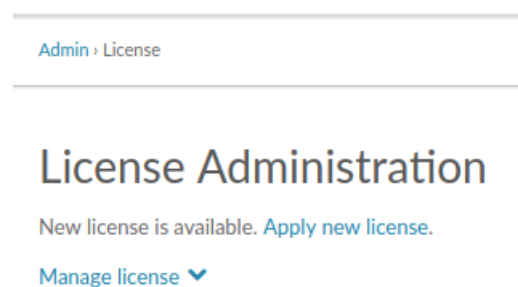 Admin › License
License Administration
New license is available. Apply new license.
Manage license